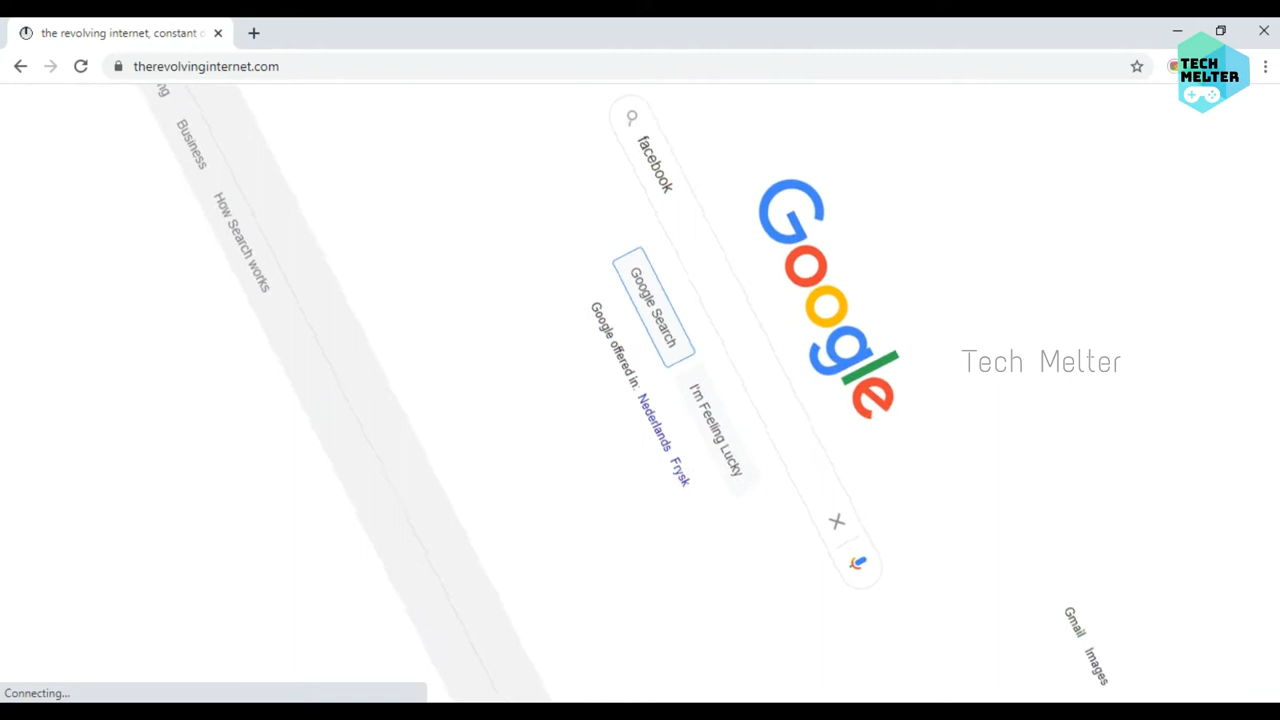 the revolving internet, constant d
therevolvinginternet.com
TECH
MELTER
Business
How Search works
facebook
Google
Google Search
I'm Feeling Lucky
Google offered in: Nederlands Frysk
Tech Melter
Gmail Images
Connecting...